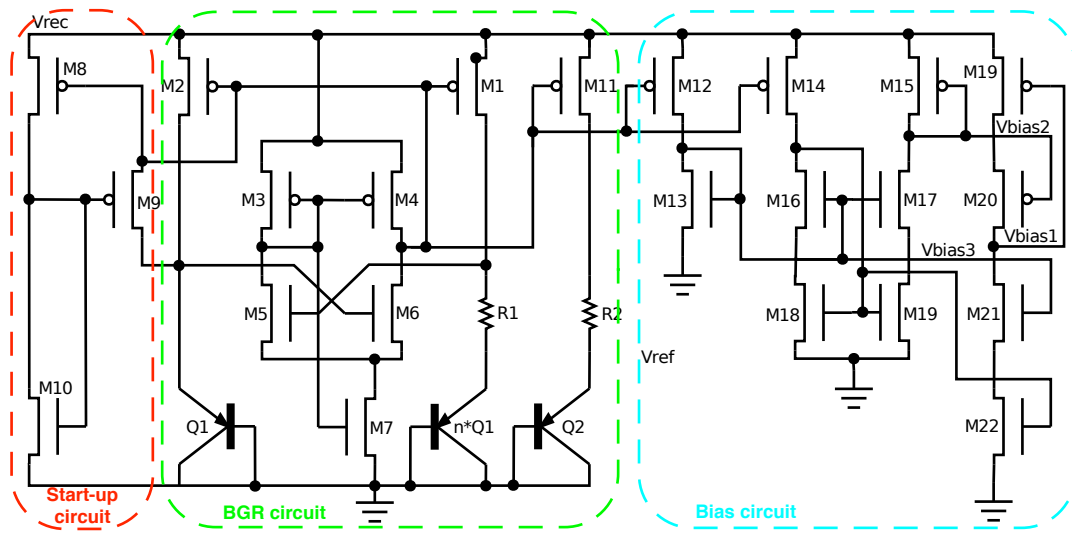 Vrec
M8
M2
M1
M11
M12
M14
M15
M19
Vbias2
M9
M3
M4
M13
M16
M17
M20
Vbias1
Vbias3
M5
M6
R1
R2
M18
M19
M21
Vref
M10
Q1
M7
n*Q1
Q2
M22
Start-up
circuit
BGR circuit
Bias circuit